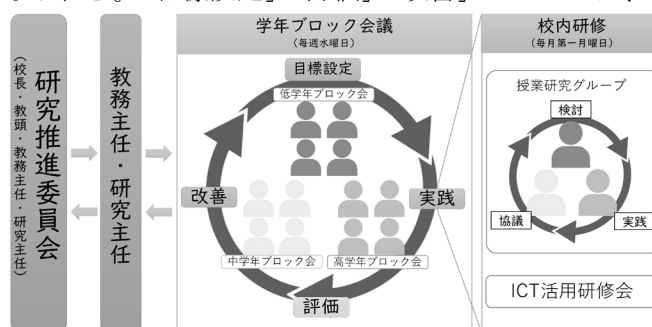 研究推進委員会
（校長・教頭・教務主任・研究主任）
教務主任・研究主任
学年ブロック会議
（毎週水曜日）
目標設定
低学年ブロック会
改善
実践
中学年ブロック会
高学年ブロック会
評価
校内研修
（毎月第一月曜日）
授業研究グループ
検討
協議
実践
ICT活用研修会